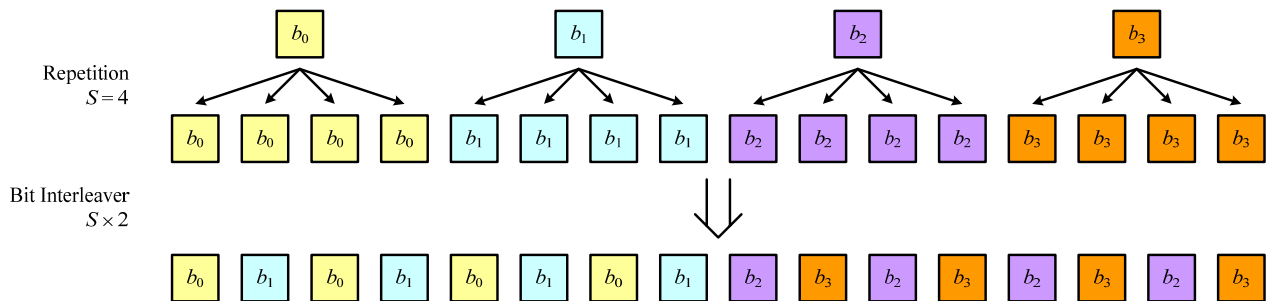 b₀ b₁ b₂ b₃
Repetition
S = 4
b₀ b₀ b₀ b₀ b₁ b₁ b₁ b₁ b₂ b₂ b₂ b₂ b₃ b₃ b₃ b₃
Bit Interleaver
S × 2
b₀ b₁ b₀ b₁ b₀ b₁ b₀ b₁ b₂ b₃ b₂ b₃ b₂ b₃ b₂ b₃